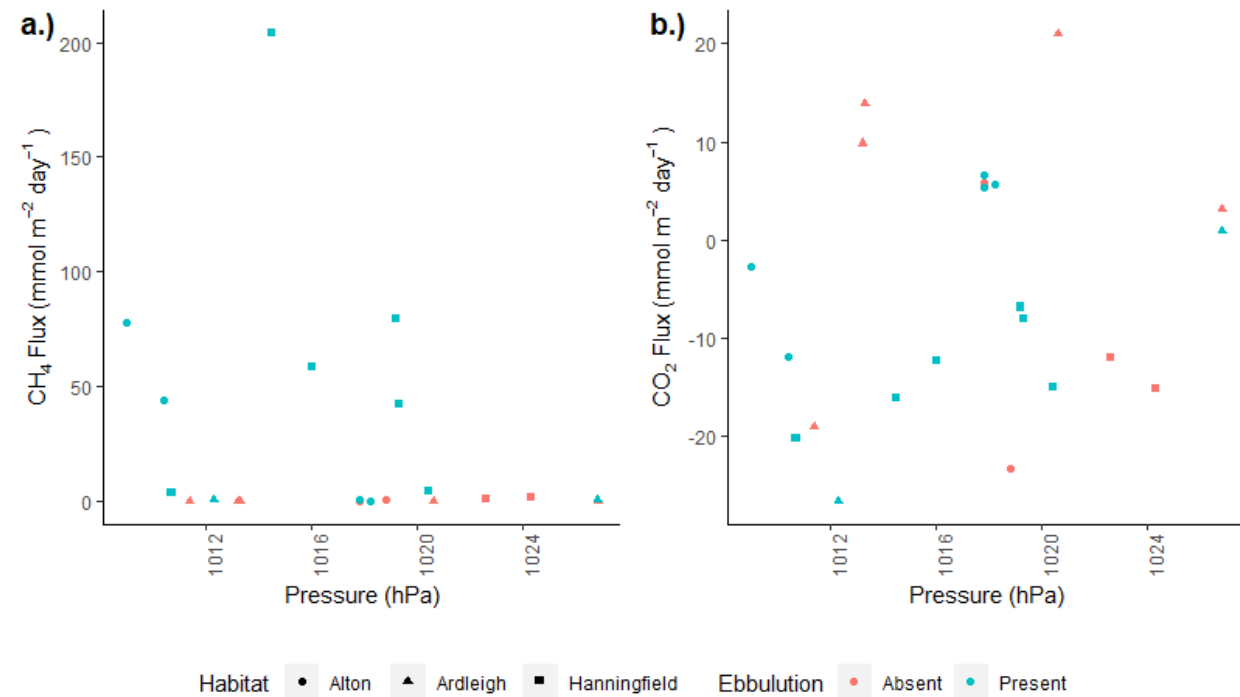 a.)
200
150
100
50
0
CH₄ Flux (mmol m⁻² day⁻¹ )
1012
1016
1020
1024
Pressure (hPa)
b.)
20
10
0
-10
-20
CO₂ Flux (mmol m⁻² day⁻¹ )
1012
1016
1020
1024
Pressure (hPa)
Habitat Alton Ardleigh Hanningfield Ebbulution Absent Present